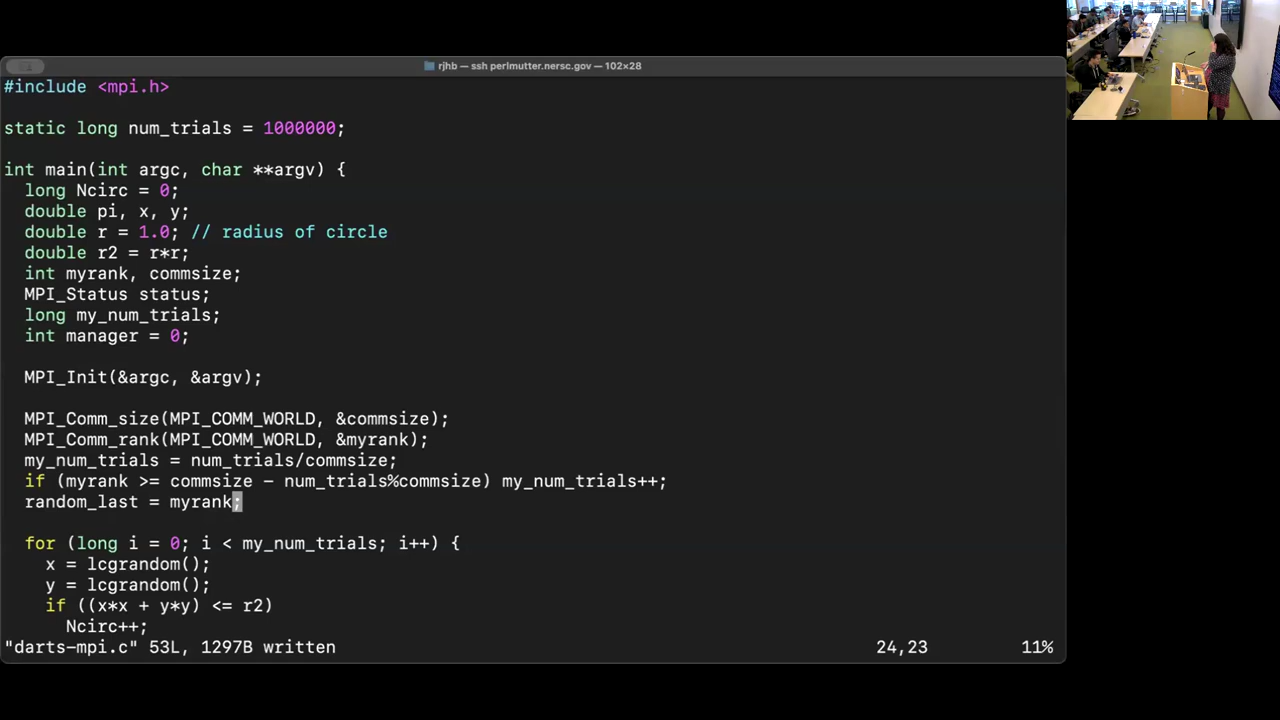 rjhb — ssh perlmutter.nersc.gov — 102×28
#include <mpi.h>
static long num_trials = 1000000;
int main(int argc, char **argv) {
long Ncirc = 0;
double pi, x, y;
double r = 1.0; // radius of circle
double r2 = r*r;
int myrank, commsize;
MPI_Status status;
long my_num_trials;
int manager = 0;
MPI_Init(&argc, &argv);
MPI_Comm_size(MPI_COMM_WORLD, &commsize);
MPI_Comm_rank(MPI_COMM_WORLD, &myrank);
my_num_trials = num_trials/commsize;
if (myrank >= commsize - num_trials%commsize) my_num_trials++;
random_last = myrank;
for (long i = 0; i < my_num_trials; i++) {
x = lcgrandom();
y = lcgrandom();
if ((x*x + y*y) <= r2)
Ncirc++;
"darts-mpi.c" 53L, 1297B written 24,23 11%